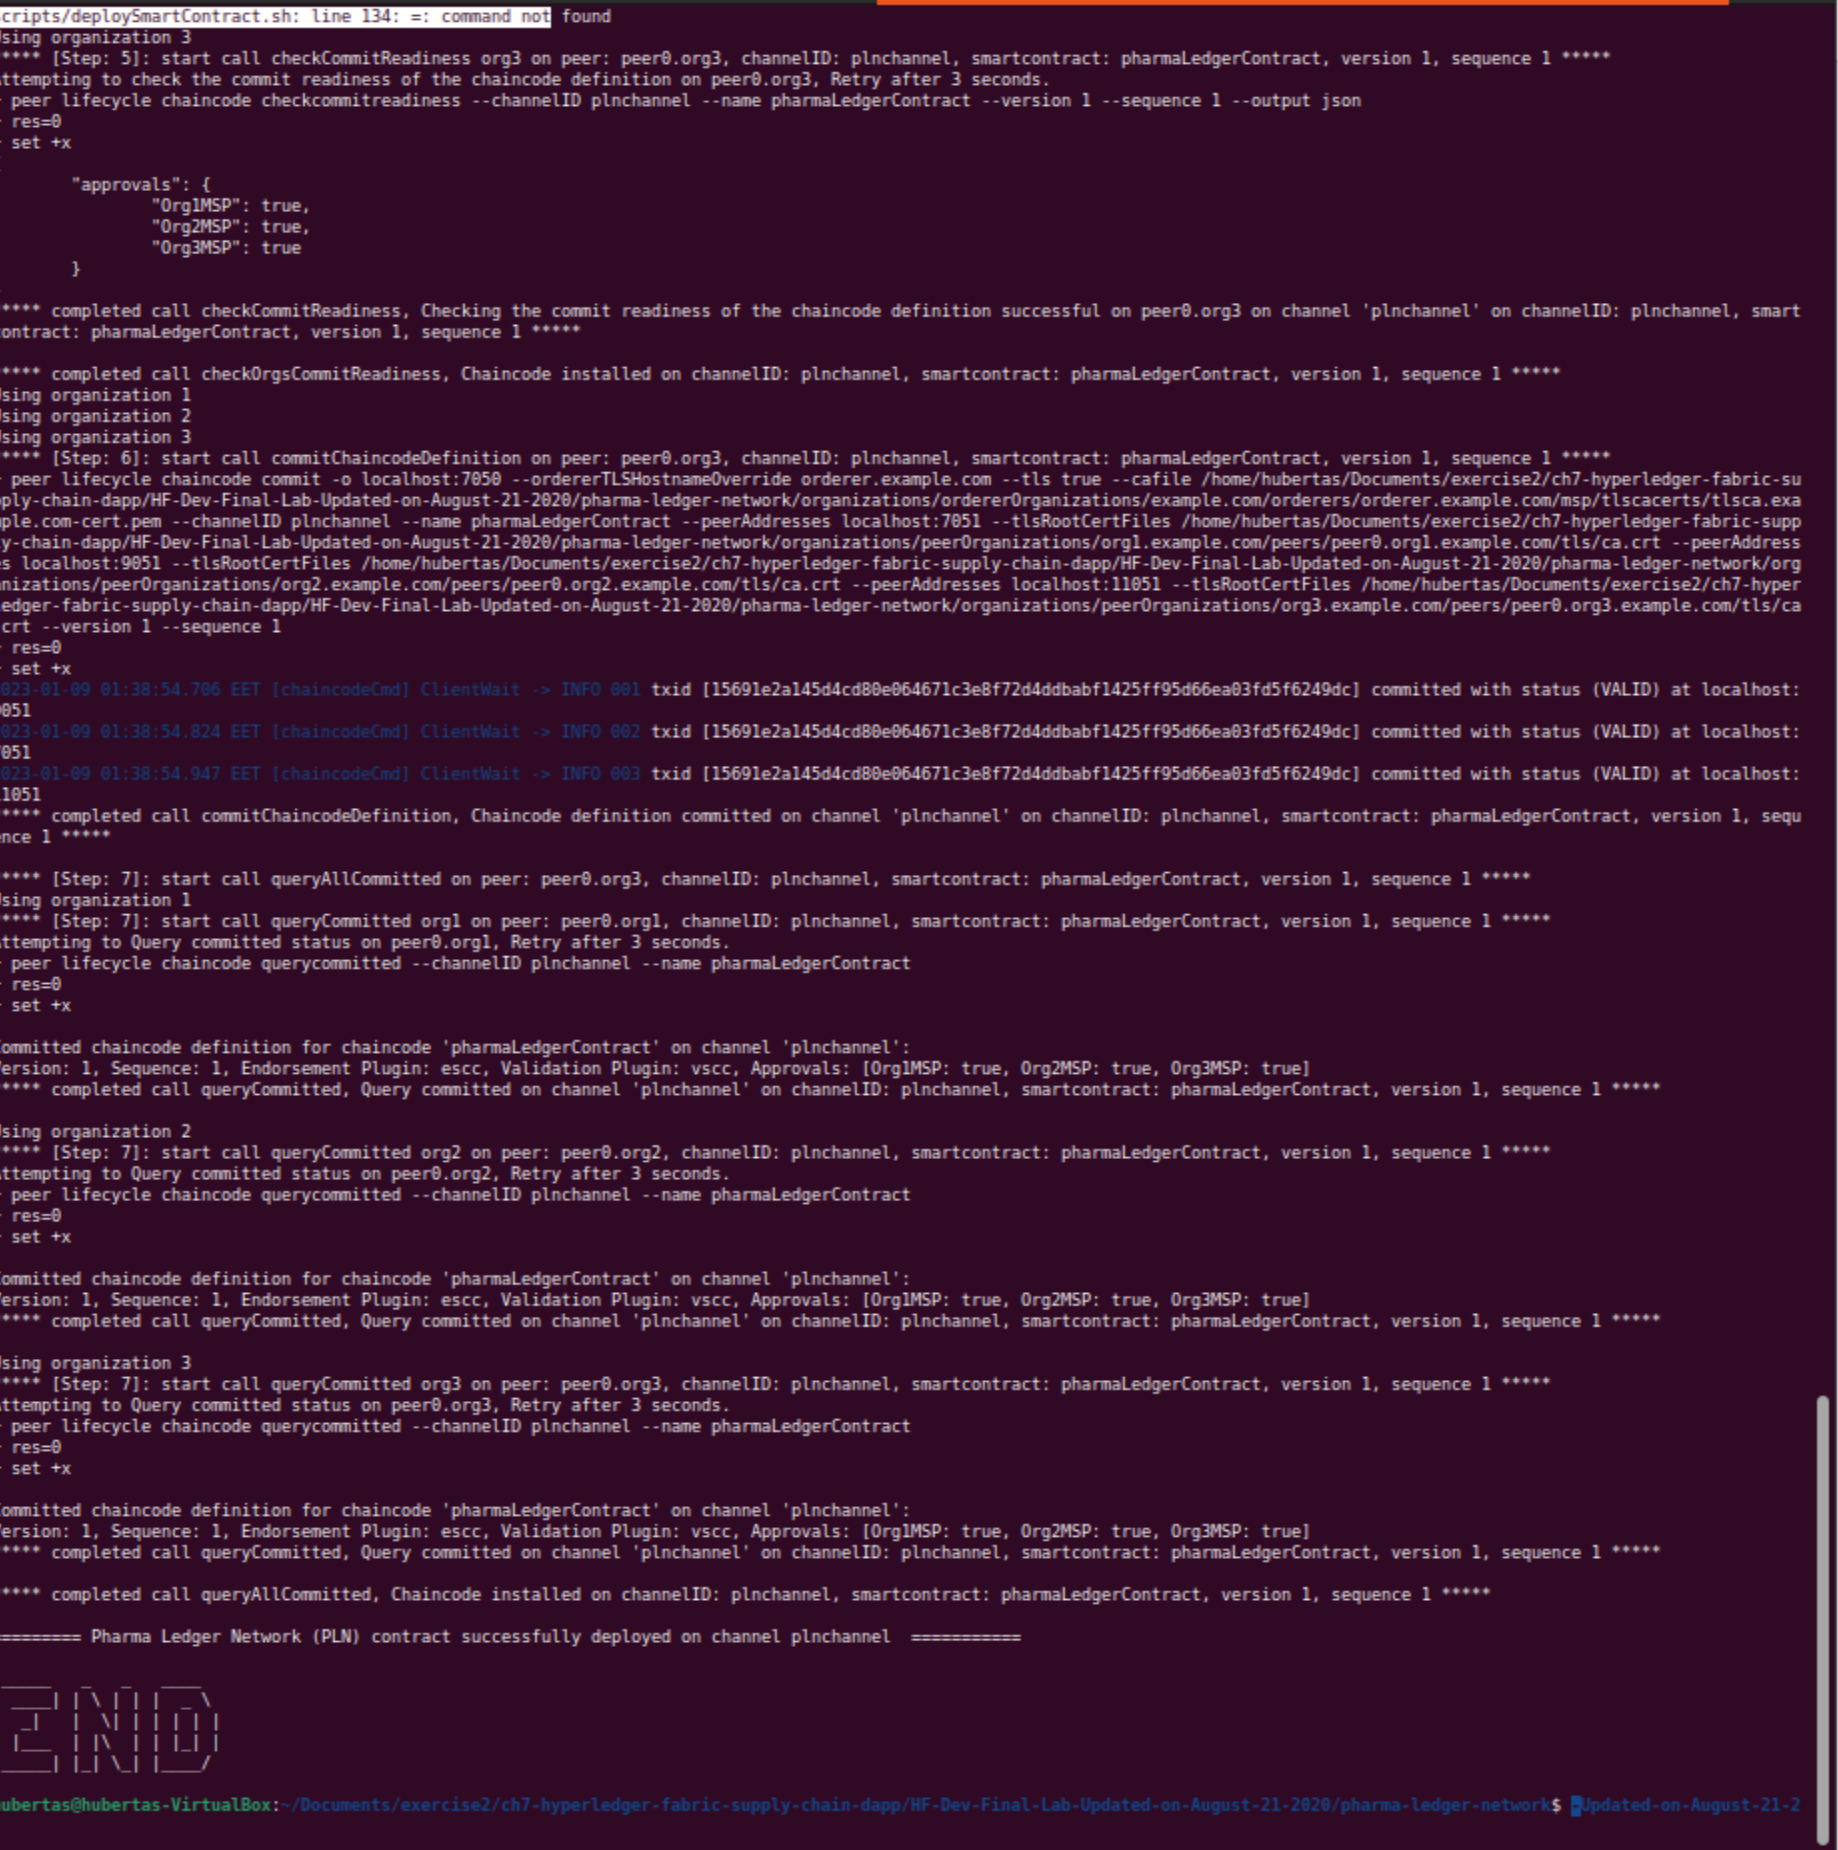 cripts/deploySmartContract.sh: line 134: =: command not found
sing organization 3
**** [Step: 5]: start call checkCommitReadiness org3 on peer: peer0.org3, channelID: plnchannel, smartcontract: pharmaLedgerContract, version 1, sequence 1 *****
ttempting to check the commit readiness of the chaincode definition on peer0.org3, Retry after 3 seconds.
peer lifecycle chaincode checkcommitreadiness --channelID plnchannel --name pharmaLedgerContract --version 1 --sequence 1 --output json
res=0
set +x
"approvals": {
"Org1MSP": true,
"Org2MSP": true,
"Org3MSP": true
}
**** completed call checkCommitReadiness, Checking the commit readiness of the chaincode definition successful on peer0.org3 on channel 'plnchannel' on channelID: plnchannel, smart
ontract: pharmaLedgerContract, version 1, sequence 1 *****
**** completed call checkOrgsCommitReadiness, Chaincode installed on channelID: plnchannel, smartcontract: pharmaLedgerContract, version 1, sequence 1 *****
sing organization 1
sing organization 2
sing organization 3
**** [Step: 6]: start call commitChaincodeDefinition on peer: peer0.org3, channelID: plnchannel, smartcontract: pharmaLedgerContract, version 1, sequence 1 *****
peer lifecycle chaincode commit -o localhost:7050 --ordererTLSHostnameOverride orderer.example.com --tls true --cafile /home/hubertas/Documents/exercise2/ch7-hyperledger-fabric-su
ply-chain-dapp/HF-Dev-Final-Lab-Updated-on-August-21-2020/pharma-ledger-network/organizations/ordererOrganizations/example.com/orderers/orderer.example.com/msp/tlscacerts/tlsca.exa
ple.com-cert.pem --channelID plnchannel --name pharmaLedgerContract --peerAddresses localhost:7051 --tlsRootCertFiles /home/hubertas/Documents/exercise2/ch7-hyperledger-fabric-supp
y-chain-dapp/HF-Dev-Final-Lab-Updated-on-August-21-2020/pharma-ledger-network/organizations/peerOrganizations/org1.example.com/peers/peer0.org1.example.com/tls/ca.crt --peerAddress
s localhost:9051 --tlsRootCertFiles /home/hubertas/Documents/exercise2/ch7-hyperledger-fabric-supply-chain-dapp/HF-Dev-Final-Lab-Updated-on-August-21-2020/pharma-ledger-network/org
nizations/peerOrganizations/org2.example.com/peers/peer0.org2.example.com/tls/ca.crt --peerAddresses localhost:11051 --tlsRootCertFiles /home/hubertas/Documents/exercise2/ch7-hyper
edger-fabric-supply-chain-dapp/HF-Dev-Final-Lab-Updated-on-August-21-2020/pharma-ledger-network/organizations/peerOrganizations/org3.example.com/peers/peer0.org3.example.com/tls/ca
crt --version 1 --sequence 1
res=0
set +x
023-01-09 01:38:54.706 EET [chaincodeCmd] ClientWait -> INFO 001 txid [15691e2a145d4cd80e064671c3e8f72d4ddbabf1425ff95d66ea03fd5f6249dc] committed with status (VALID) at localhost:
051
023-01-09 01:38:54.824 EET [chaincodeCmd] ClientWait -> INFO 002 txid [15691e2a145d4cd80e064671c3e8f72d4ddbabf1425ff95d66ea03fd5f6249dc] committed with status (VALID) at localhost:
051
023-01-09 01:38:54.947 EET [chaincodeCmd] ClientWait -> INFO 003 txid [15691e2a145d4cd80e064671c3e8f72d4ddbabf1425ff95d66ea03fd5f6249dc] committed with status (VALID) at localhost:
1051
**** completed call commitChaincodeDefinition, Chaincode definition committed on channel 'plnchannel' on channelID: plnchannel, smartcontract: pharmaLedgerContract, version 1, sequ
nce 1 *****
**** [Step: 7]: start call queryAllCommitted on peer: peer0.org3, channelID: plnchannel, smartcontract: pharmaLedgerContract, version 1, sequence 1 *****
sing organization 1
**** [Step: 7]: start call queryCommitted org1 on peer: peer0.org1, channelID: plnchannel, smartcontract: pharmaLedgerContract, version 1, sequence 1 *****
ttempting to Query committed status on peer0.org1, Retry after 3 seconds.
peer lifecycle chaincode querycommitted --channelID plnchannel --name pharmaLedgerContract
res=0
set +x
ommitted chaincode definition for chaincode 'pharmaLedgerContract' on channel 'plnchannel':
ersion: 1, Sequence: 1, Endorsement Plugin: escc, Validation Plugin: vscc, Approvals: [Org1MSP: true, Org2MSP: true, Org3MSP: true]
**** completed call queryCommitted, Query committed on channel 'plnchannel' on channelID: plnchannel, smartcontract: pharmaLedgerContract, version 1, sequence 1 *****
sing organization 2
**** [Step: 7]: start call queryCommitted org2 on peer: peer0.org2, channelID: plnchannel, smartcontract: pharmaLedgerContract, version 1, sequence 1 *****
ttempting to Query committed status on peer0.org2, Retry after 3 seconds.
peer lifecycle chaincode querycommitted --channelID plnchannel --name pharmaLedgerContract
res=0
set +x
ommitted chaincode definition for chaincode 'pharmaLedgerContract' on channel 'plnchannel':
ersion: 1, Sequence: 1, Endorsement Plugin: escc, Validation Plugin: vscc, Approvals: [Org1MSP: true, Org2MSP: true, Org3MSP: true]
**** completed call queryCommitted, Query committed on channel 'plnchannel' on channelID: plnchannel, smartcontract: pharmaLedgerContract, version 1, sequence 1 *****
sing organization 3
**** [Step: 7]: start call queryCommitted org3 on peer: peer0.org3, channelID: plnchannel, smartcontract: pharmaLedgerContract, version 1, sequence 1 *****
ttempting to Query committed status on peer0.org3, Retry after 3 seconds.
peer lifecycle chaincode querycommitted --channelID plnchannel --name pharmaLedgerContract
res=0
set +x
ommitted chaincode definition for chaincode 'pharmaLedgerContract' on channel 'plnchannel':
ersion: 1, Sequence: 1, Endorsement Plugin: escc, Validation Plugin: vscc, Approvals: [Org1MSP: true, Org2MSP: true, Org3MSP: true]
**** completed call queryCommitted, Query committed on channel 'plnchannel' on channelID: plnchannel, smartcontract: pharmaLedgerContract, version 1, sequence 1 *****
**** completed call queryAllCommitted, Chaincode installed on channelID: plnchannel, smartcontract: pharmaLedgerContract, version 1, sequence 1 *****
======== Pharma Ledger Network (PLN) contract successfully deployed on channel plnchannel ===========
END
ubertas@hubertas-VirtualBox:~/Documents/exercise2/ch7-hyperledger-fabric-supply-chain-dapp/HF-Dev-Final-Lab-Updated-on-August-21-2020/pharma-ledger-network$ -Updated-on-August-21-2